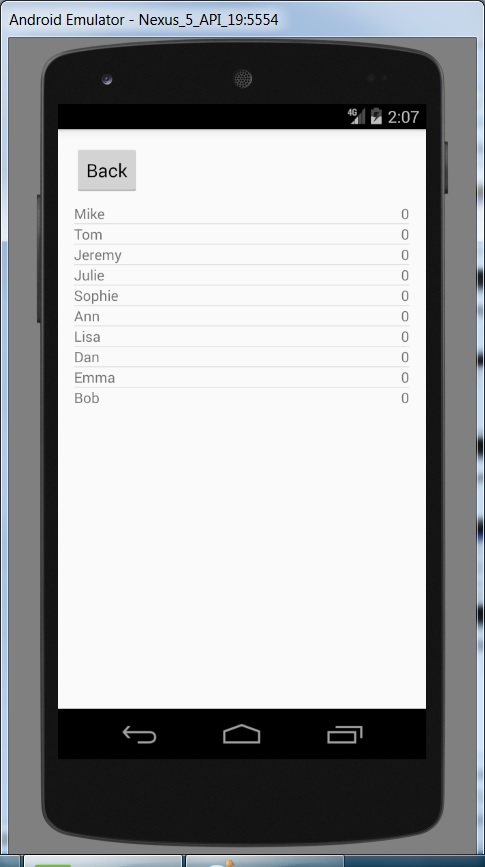 Android Emulator - Nexus_5_API_19:5554
4G 2:07
Back
Mike 0
Tom 0
Jeremy 0
Julie 0
Sophie 0
Ann 0
Lisa 0
Dan 0
Emma 0
Bob 0